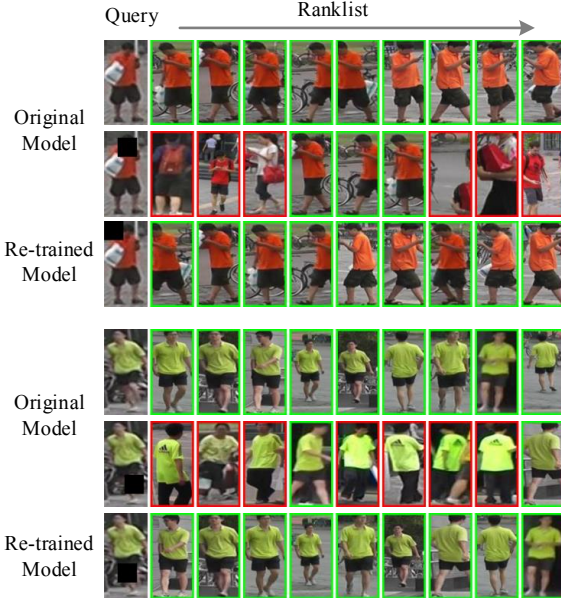 Query
Ranklist
Original
Model
Re-trained
Model
Original
Model
Re-trained
Model